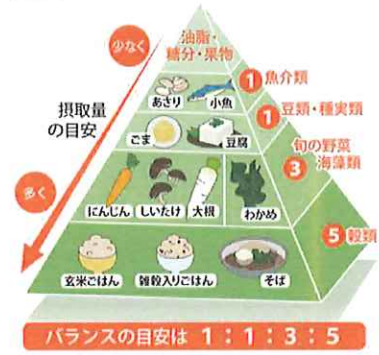 少なく
油脂・
糖分・果物
摂取量
の目安
多く
あさり
小魚
1 魚介類
ごま
豆腐
1 豆類・種実類
にんじん
しいたけ
大根
わかめ
3 旬の野菜
海藻類
玄米ごはん
雑穀入りごはん
そば
5 穀類
バランスの目安は 1：1：3：5